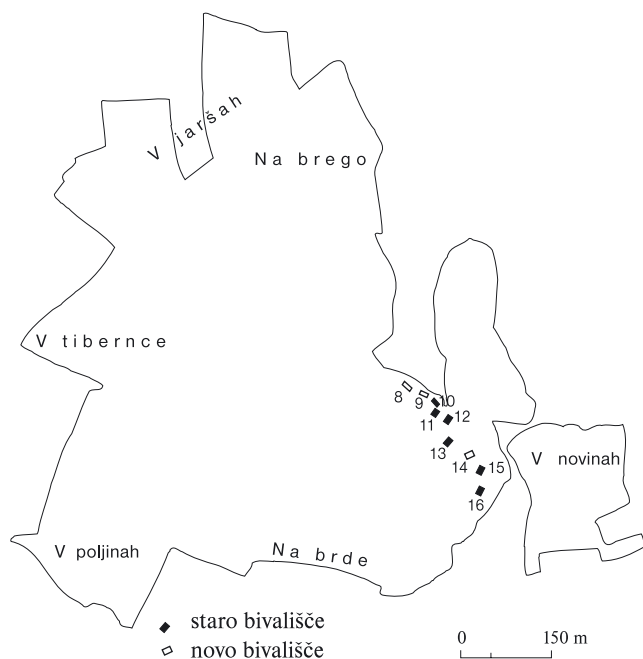 V jaršah
Na brego
V tibernce
8
9
10
11
12
13
14
15
16
V novinah
V poljinah
Na brde
staro bivališče
novo bivališče
0 150 m